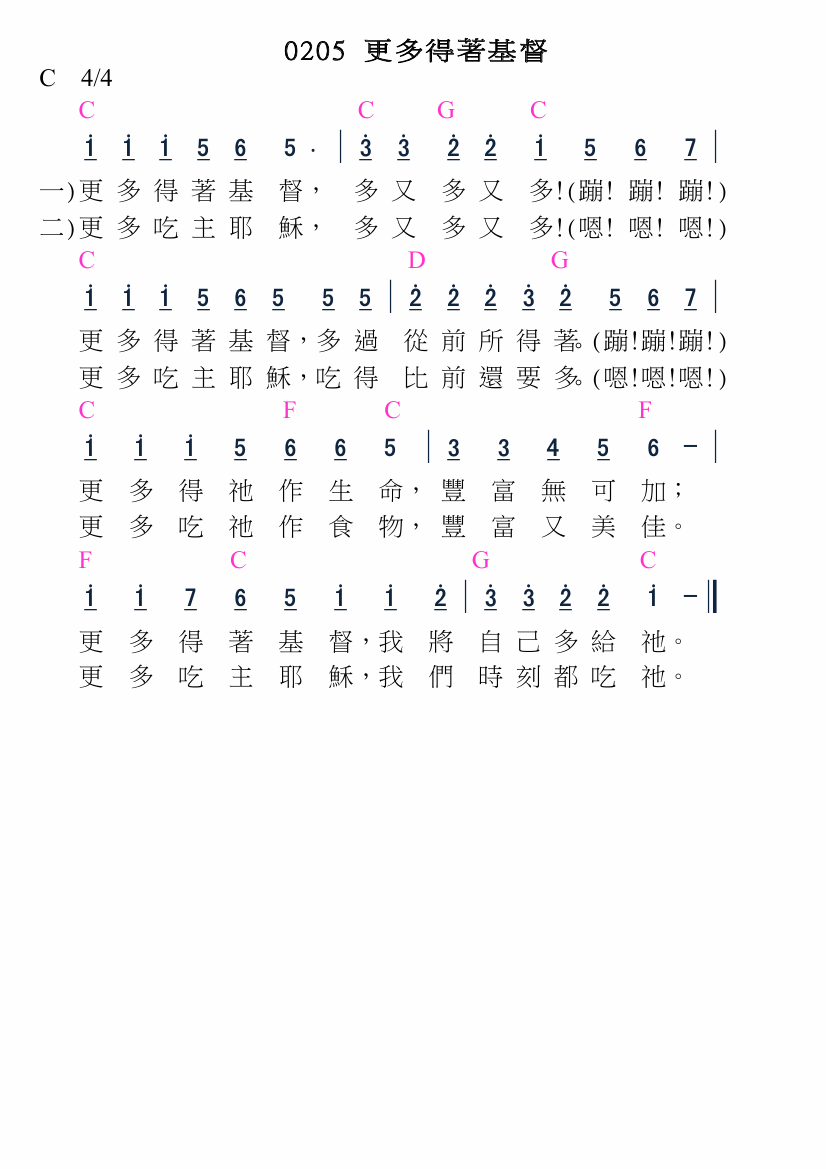 0205 更多得著基督
C 4/4
C C G C
1̲̇ 1̲̇ 1̲̇ 5̲ 6̲ 5 . | 3̲̇ 3̲̇ 2̲̇ 2̲̇ 1̲̇ 5̲ 6̲ 7̲ |
一)更多得著基督，多又多又多!(蹦!蹦!蹦!)
二)更多吃主耶穌，多又多又多!(嗯!嗯!嗯!)
C D G
1̲̇ 1̲̇ 1̲̇ 5̲ 6̲ 5̲ 5̲ 5̲ | 2̲̇ 2̲̇ 2̲̇ 3̲̇ 2̲̇ 5̲ 6̲ 7̲ |
更多得著基督，多過從前所得著。(蹦!蹦!蹦!)
更多吃主耶穌，吃得比前還要多。(嗯!嗯!嗯!)
C F C F
1̲̇ 1̲̇ 1̲̇ 5̲ 6̲ 6̲ 5 | 3̲ 3̲ 4̲ 5̲ 6 － |
更多得祂作生命，豐富無可加；
更多吃祂作食物，豐富又美佳。
F C G C
1̲̇ 1̲̇ 7̲ 6̲ 5̲ 1̲̇ 1̲̇ 2̲̇ | 3̲̇ 3̲̇ 2̲̇ 2̲̇ 1̇ － ‖
更多得著基督，我將自己多給祂。
更多吃主耶穌，我們時刻都吃祂。